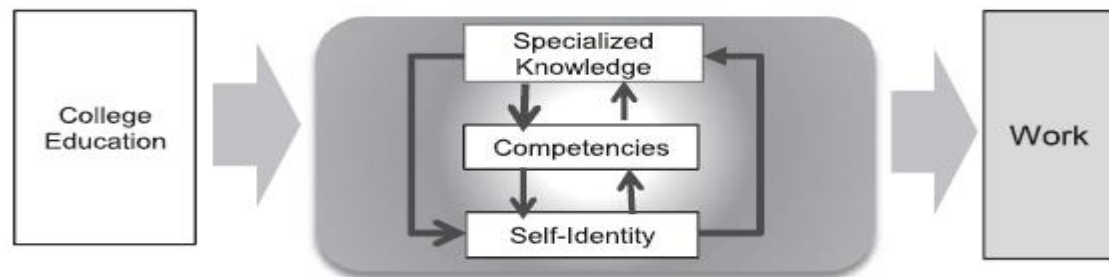 College
Education
Specialized
Knowledge
Competencies
Self-Identity
Work